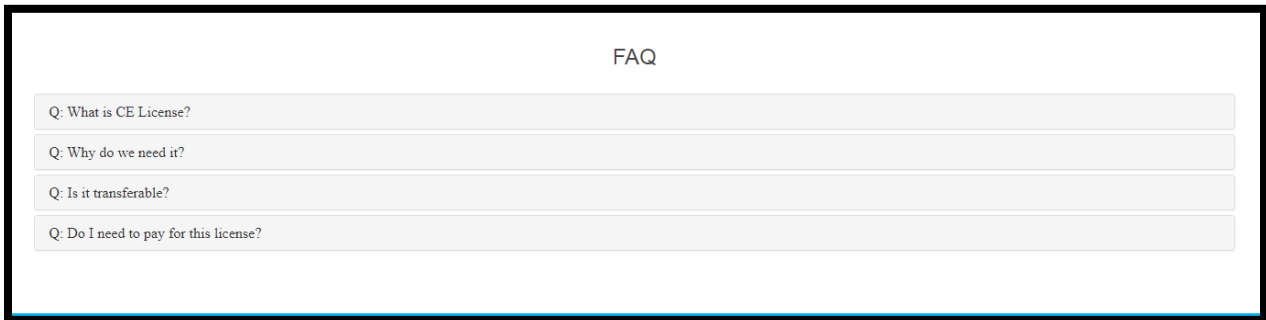 FAQ
Q: What is CE License?
Q: Why do we need it?
Q: Is it transferable?
Q: Do I need to pay for this license?